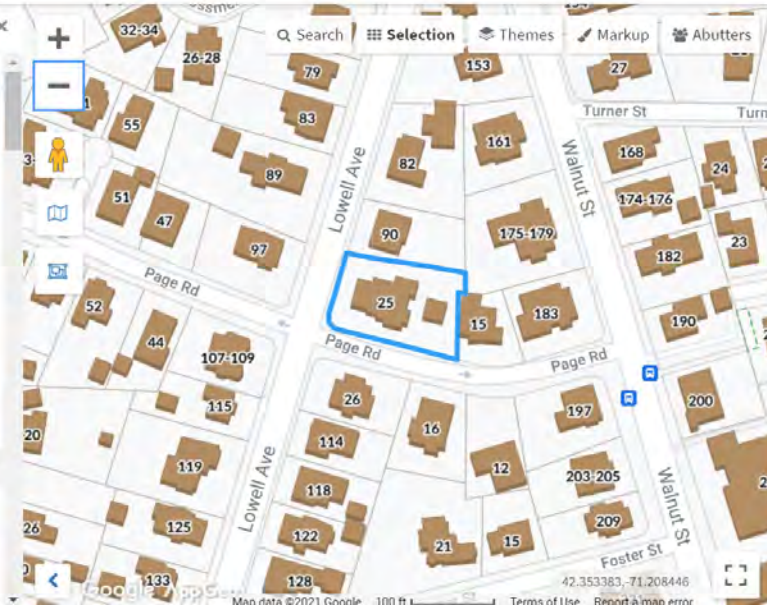 32-34
26-28
Search
Selection
Themes
Markup
Abutters
79
153
27
83
55
Turner St
161
82
168
89
24
51
47
174-176
Lowell Ave
Walnut St
90
175-179
97
182
23
Page Rd
25
52
15
183
190
44
Page Rd
Page Rd
107-109
26
200
115
16
197
20
114
12
119
118
203-205
Lowell Ave
Walnut St
26
125
122
209
21
15
Foster St
133
128
42.353383,-71.208446
Google AppGeo
Map data ©2021 Google
100 ft
Terms of Use
Report a map error